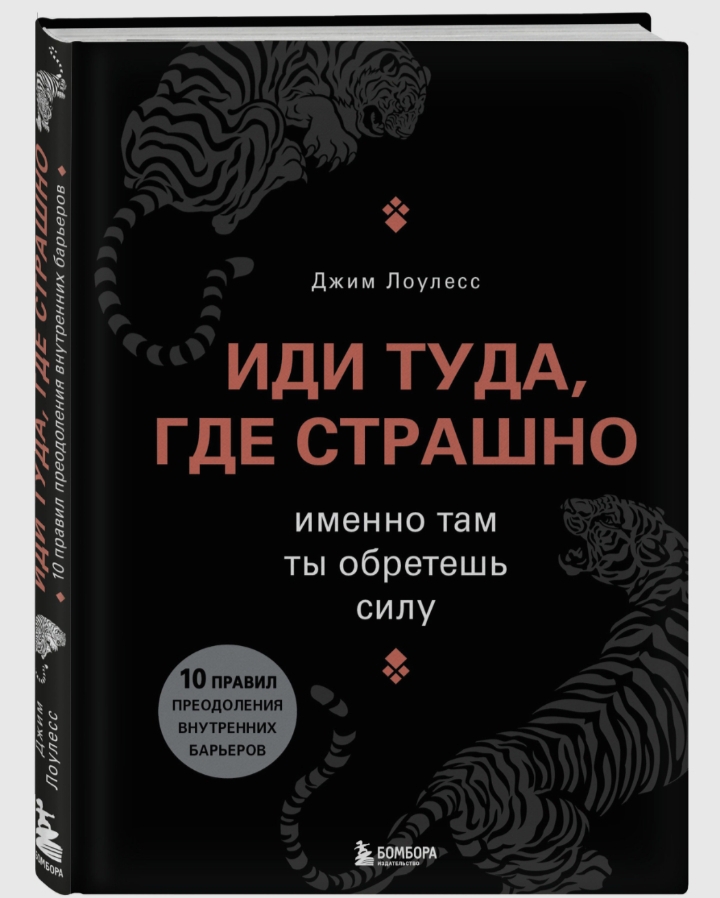 Джим Лоулесс
ИДИ ТУДА,
ГДЕ СТРАШНО
именно там
ты обретешь
силу
10 ПРАВИЛ
ПРЕОДОЛЕНИЯ
ВНУТРЕННИХ
БАРЬЕРОВ
БОМБОРА
ИЗДАТЕЛЬСТВО
ИДИ ТУДА, ГДЕ СТРАШНО
10 правил преодоления внутренних барьеров
Джим
Лоулесс
БОМБОРА